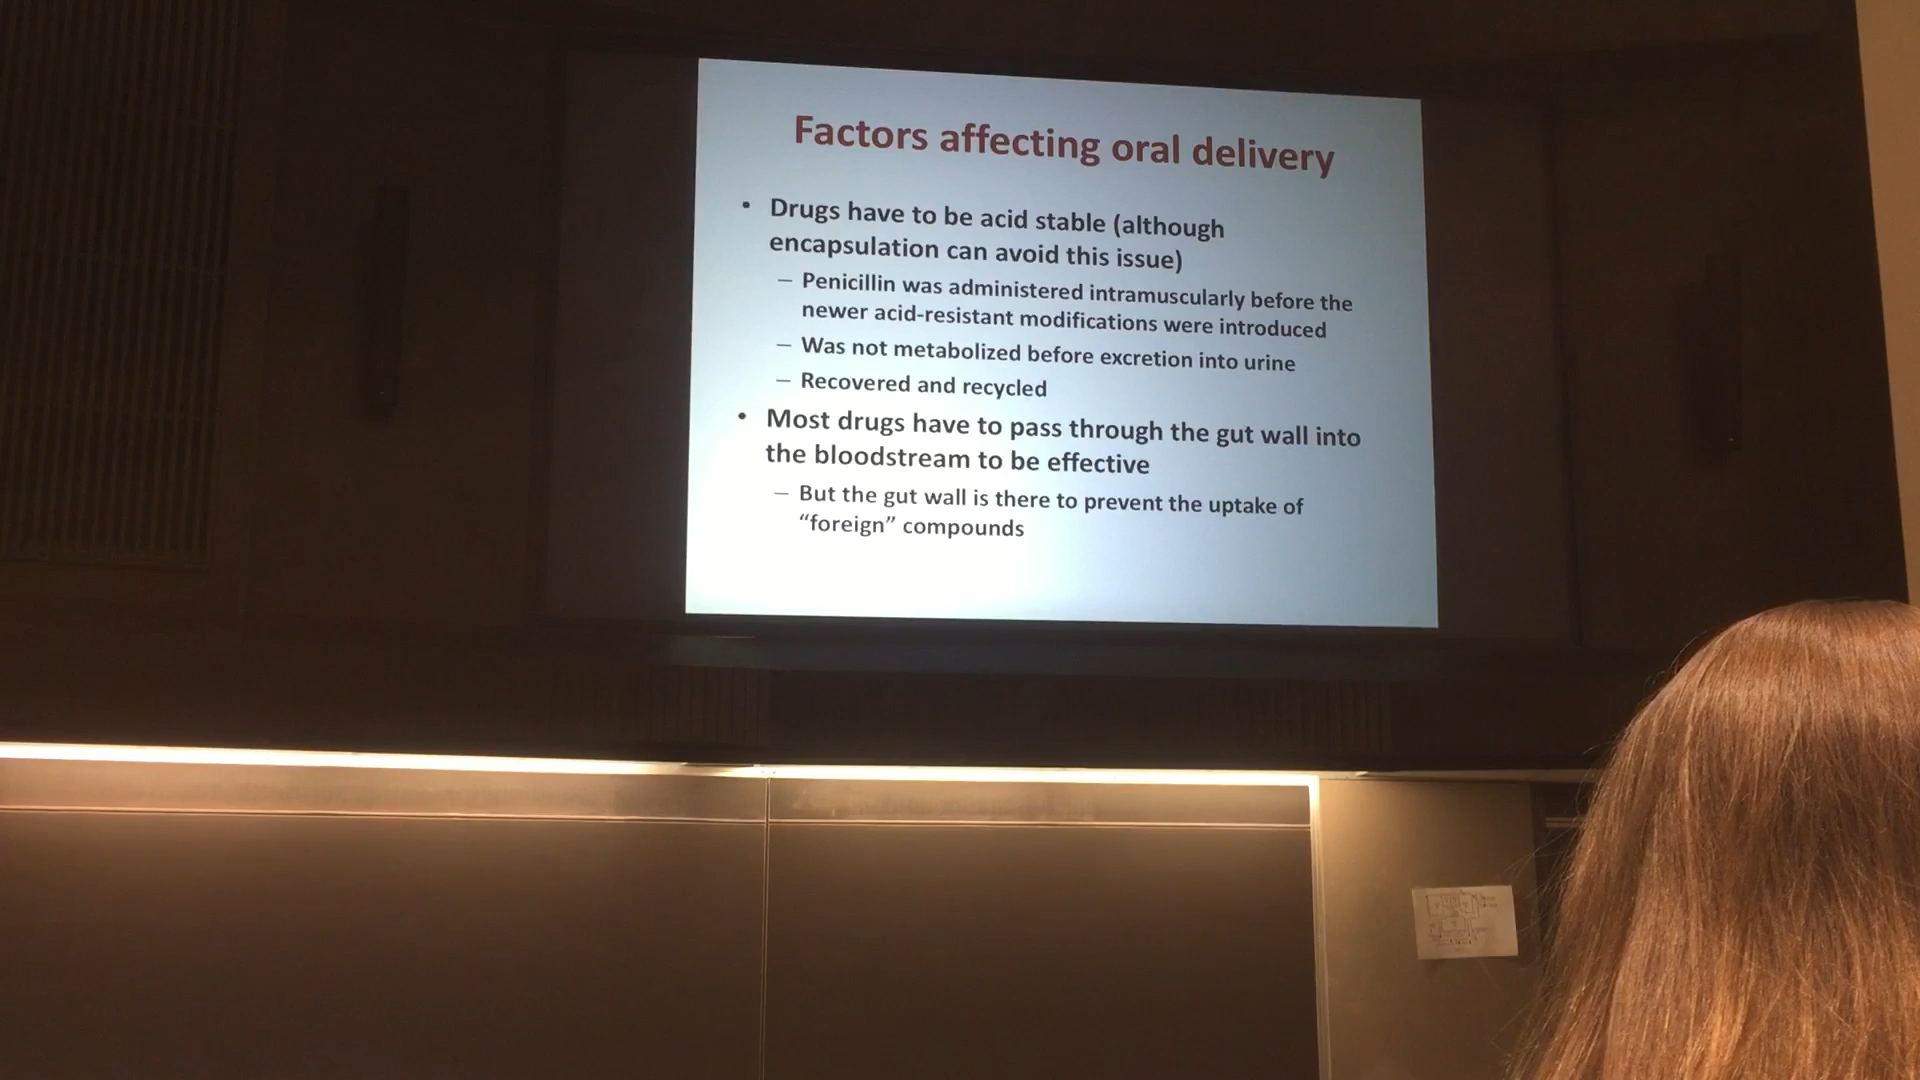 Factors affecting oral delivery
• Drugs have to be acid stable (although
encapsulation can avoid this issue)
– Penicillin was administered intramuscularly before the
newer acid-resistant modifications were introduced
– Was not metabolized before excretion into urine
– Recovered and recycled
• Most drugs have to pass through the gut wall into
the bloodstream to be effective
– But the gut wall is there to prevent the uptake of
“foreign” compounds